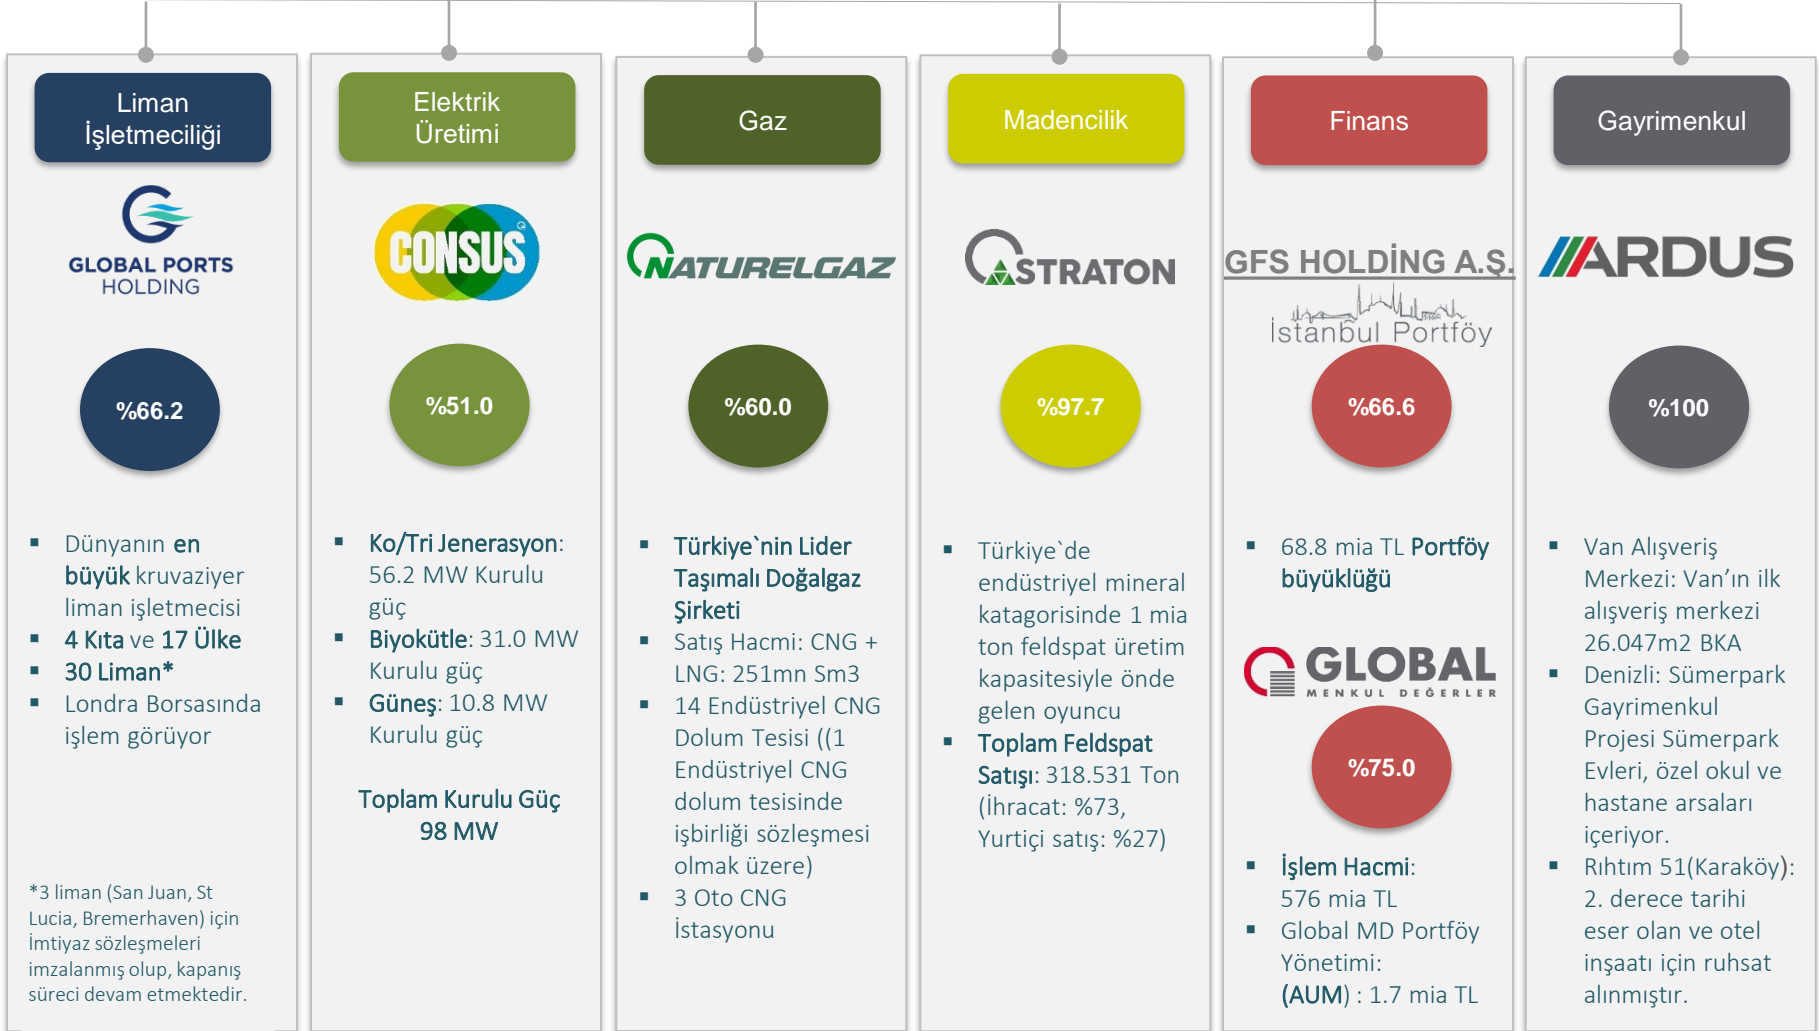 Liman
İşletmeciliği
GLOBAL PORTS
HOLDING
%66.2
▪ Dünyanın en
büyük kruvaziyer
liman işletmecisi
▪ 4 Kıta ve 17 Ülke
▪ 30 Liman*
▪ Londra Borsasında
işlem görüyor
*3 liman (San Juan, St
Lucia, Bremerhaven) için
İmtiyaz sözleşmeleri
imzalanmış olup, kapanış
süreci devam etmektedir.
Elektrik
Üretimi
CONSUS
%51.0
▪ Ko/Tri Jenerasyon:
56.2 MW Kurulu
güç
▪ Biyokütle: 31.0 MW
Kurulu güç
▪ Güneş: 10.8 MW
Kurulu güç
Toplam Kurulu Güç
98 MW
Gaz
NATURELGAZ
%60.0
▪ Türkiye`nin Lider
Taşımalı Doğalgaz
Şirketi
▪ Satış Hacmi: CNG +
LNG: 251mn Sm3
▪ 14 Endüstriyel CNG
Dolum Tesisi ((1
Endüstriyel CNG
dolum tesisinde
işbirliği sözleşmesi
olmak üzere)
▪ 3 Oto CNG
İstasyonu
Madencilik
STRATON
%97.7
▪ Türkiye`de
endüstriyel mineral
katagorisinde 1 mia
ton feldspat üretim
kapasitesiyle önde
gelen oyuncu
▪ Toplam Feldspat
Satışı: 318.531 Ton
(İhracat: %73,
Yurtiçi satış: %27)
Finans
GFS HOLDİNG A.Ş.
İstanbul Portföy
%66.6
▪ 68.8 mia TL Portföy
büyüklüğü
GLOBAL
MENKUL DEĞERLER
%75.0
▪ İşlem Hacmi:
576 mia TL
▪ Global MD Portföy
Yönetimi:
(AUM) : 1.7 mia TL
Gayrimenkul
ARDUS
%100
▪ Van Alışveriş
Merkezi: Van’ın ilk
alışveriş merkezi
26.047m2 BKA
▪ Denizli: Sümerpark
Gayrimenkul
Projesi Sümerpark
Evleri, özel okul ve
hastane arsaları
içeriyor.
▪ Rıhtım 51(Karaköy):
2. derece tarihi
eser olan ve otel
inşaatı için ruhsat
alınmıştır.